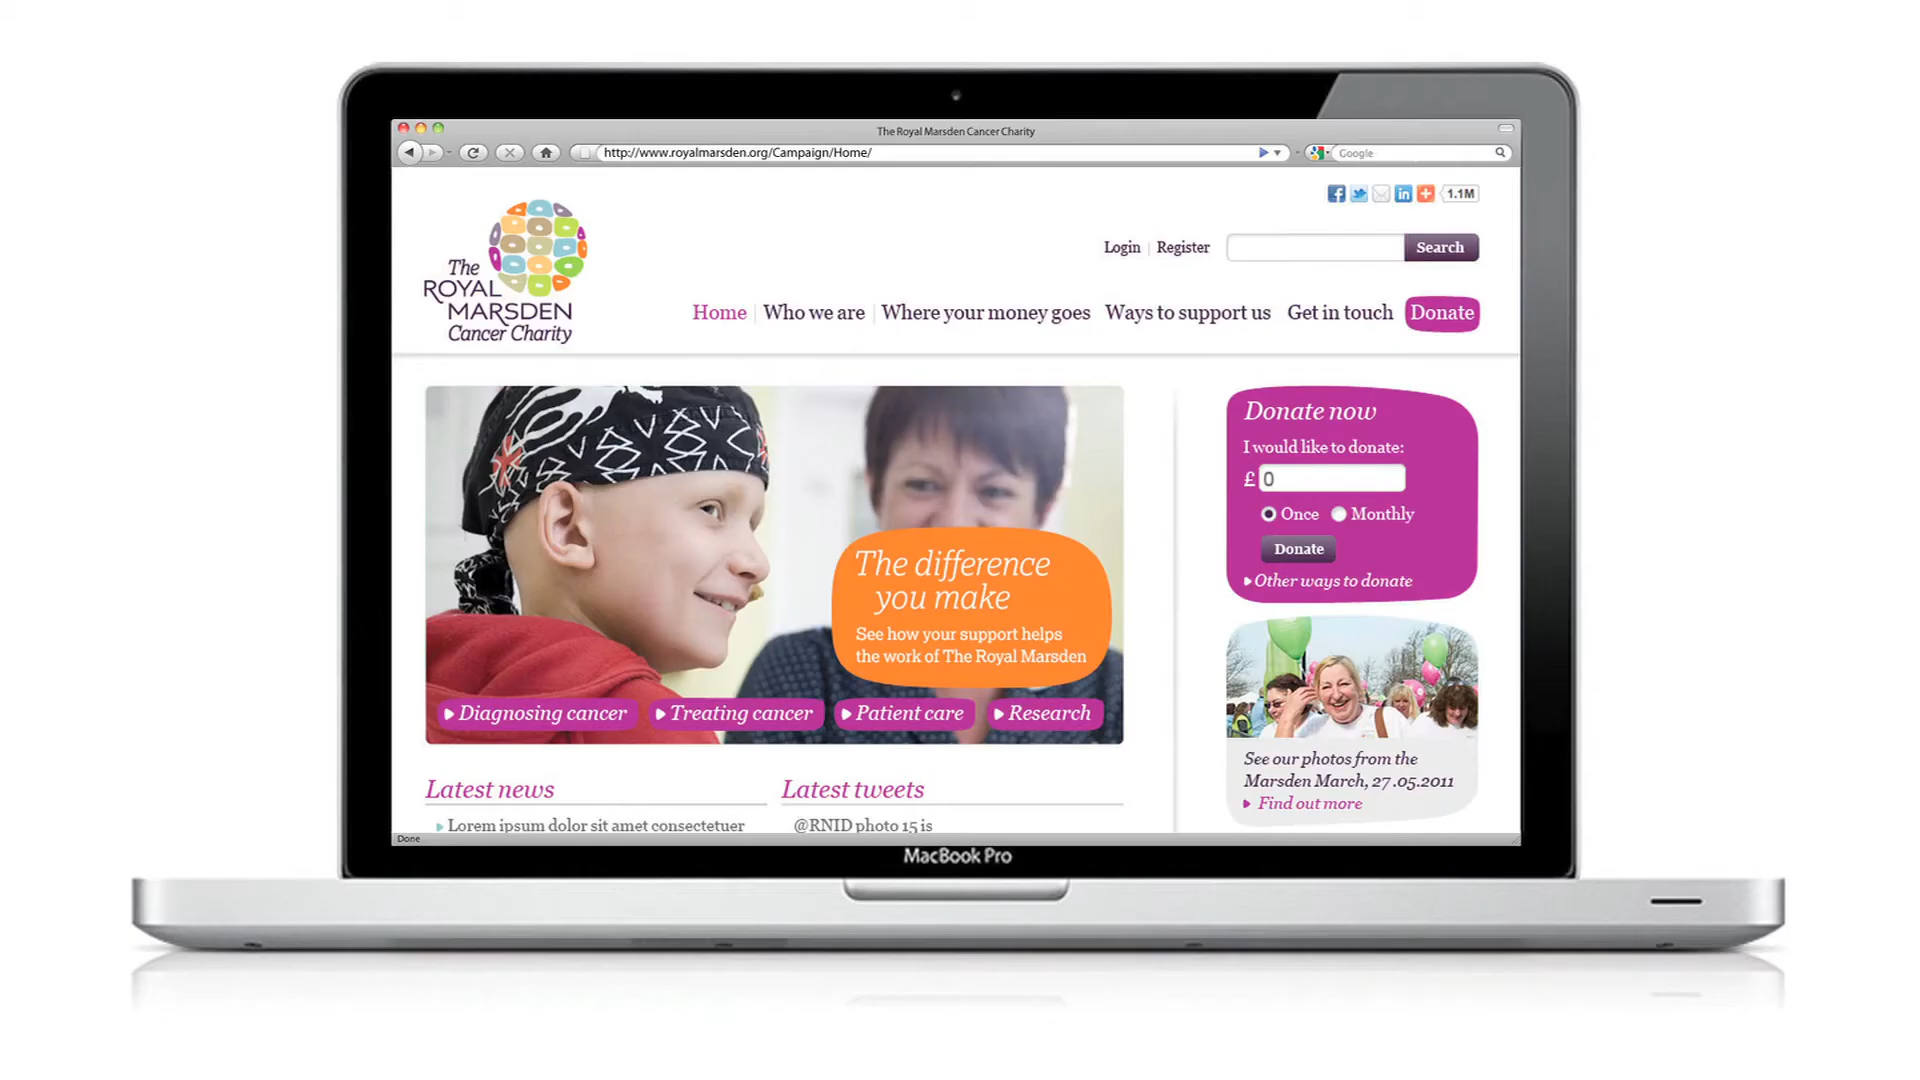 The Royal Marsden Cancer Charity
http://www.royalmarsden.org/Campaign/Home/
Google
1.1M
The
ROYAL
MARSDEN
Cancer Charity
Login
Register
Search
Home
Who we are
Where your money goes
Ways to support us
Get in touch
Donate
The difference
you make
See how your support helps
the work of The Royal Marsden
Diagnosing cancer
Treating cancer
Patient care
Research
Donate now
I would like to donate:
£ 0
Once
Monthly
Donate
Other ways to donate
See our photos from the
Marsden March, 27.05.2011
Find out more
Latest news
Lorem ipsum dolor sit amet consectetuer
Latest tweets
@RNID photo 15 is
Done
MacBook Pro